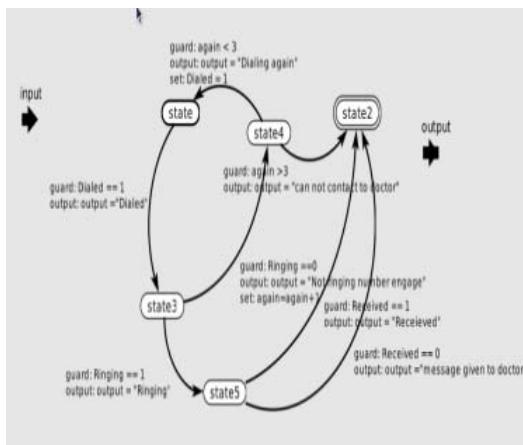 guard: again < 3
output: output = "Dialing again"
set: Dialed = 1
input
state
state4
state2
output
guard: again >3
output: output = "can not contact to doctor"
guard: Dialed == 1
output: output ="Dialed"
guard: Ringing ==0
output: output = "Not ringing number engage"
set: again=again+1
state3
guard: Received == 1
output: output = "Receieved"
guard: Received == 0
output: output ="message given to doctor
guard: Ringing == 1
output: output = "Ringing"
state5